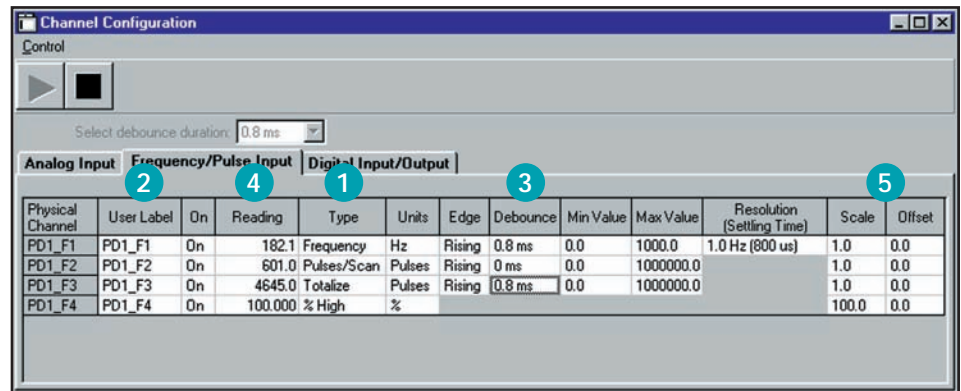 Channel Configuration
Control
Select debounce duration: 0.8 ms
Analog Input Frequency/Pulse Input Digital Input/Output
2 4 1 3 5
Physical Channel User Label On Reading Type Units Edge Debounce Min Value Max Value Resolution (Settling Time) Scale Offset
PD1_F1 PD1_F1 On 182.1 Frequency Hz Rising 0.8 ms 0.0 1000.0 1.0 Hz (800 us) 1.0 0.0
PD1_F2 PD1_F2 On 601.0 Pulses/Scan Pulses Rising 0 ms 0.0 1000000.0 1.0 0.0
PD1_F3 PD1_F3 On 4645.0 Totalize Pulses Rising 0.8 ms 0.0 1000000.0 1.0 0.0
PD1_F4 PD1_F4 On 100.000 % High % 100.0 0.0